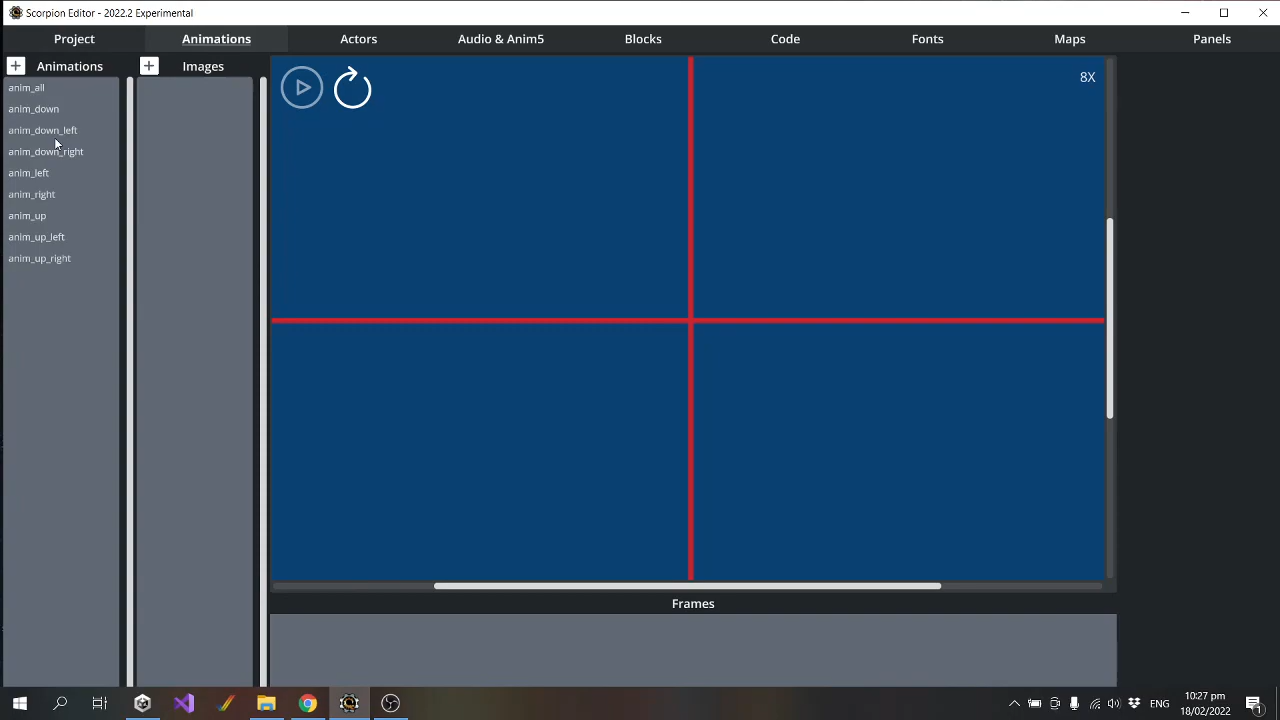 Scorpion Editor - 2022.2 Experimental
Project Animations Actors Audio & Anim5 Blocks Code Fonts Maps Panels
+ Animations + Images
anim_all
anim_down
anim_down_left
anim_down_right
anim_left
anim_right
anim_up
anim_up_left
anim_up_right
8X
Frames
ENG
10:27 pm
18/02/2022
1